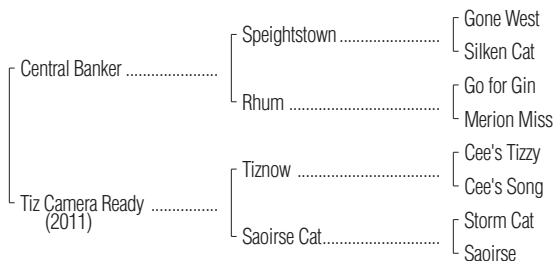 Gone West
Speightstown
Silken Cat
Central Banker
Go for Gin
Rhum
Merion Miss
Cee's Tizzy
Tiznow
Cee's Song
Tiz Camera Ready
(2011)
Storm Cat
Saoirse Cat
Saoirse